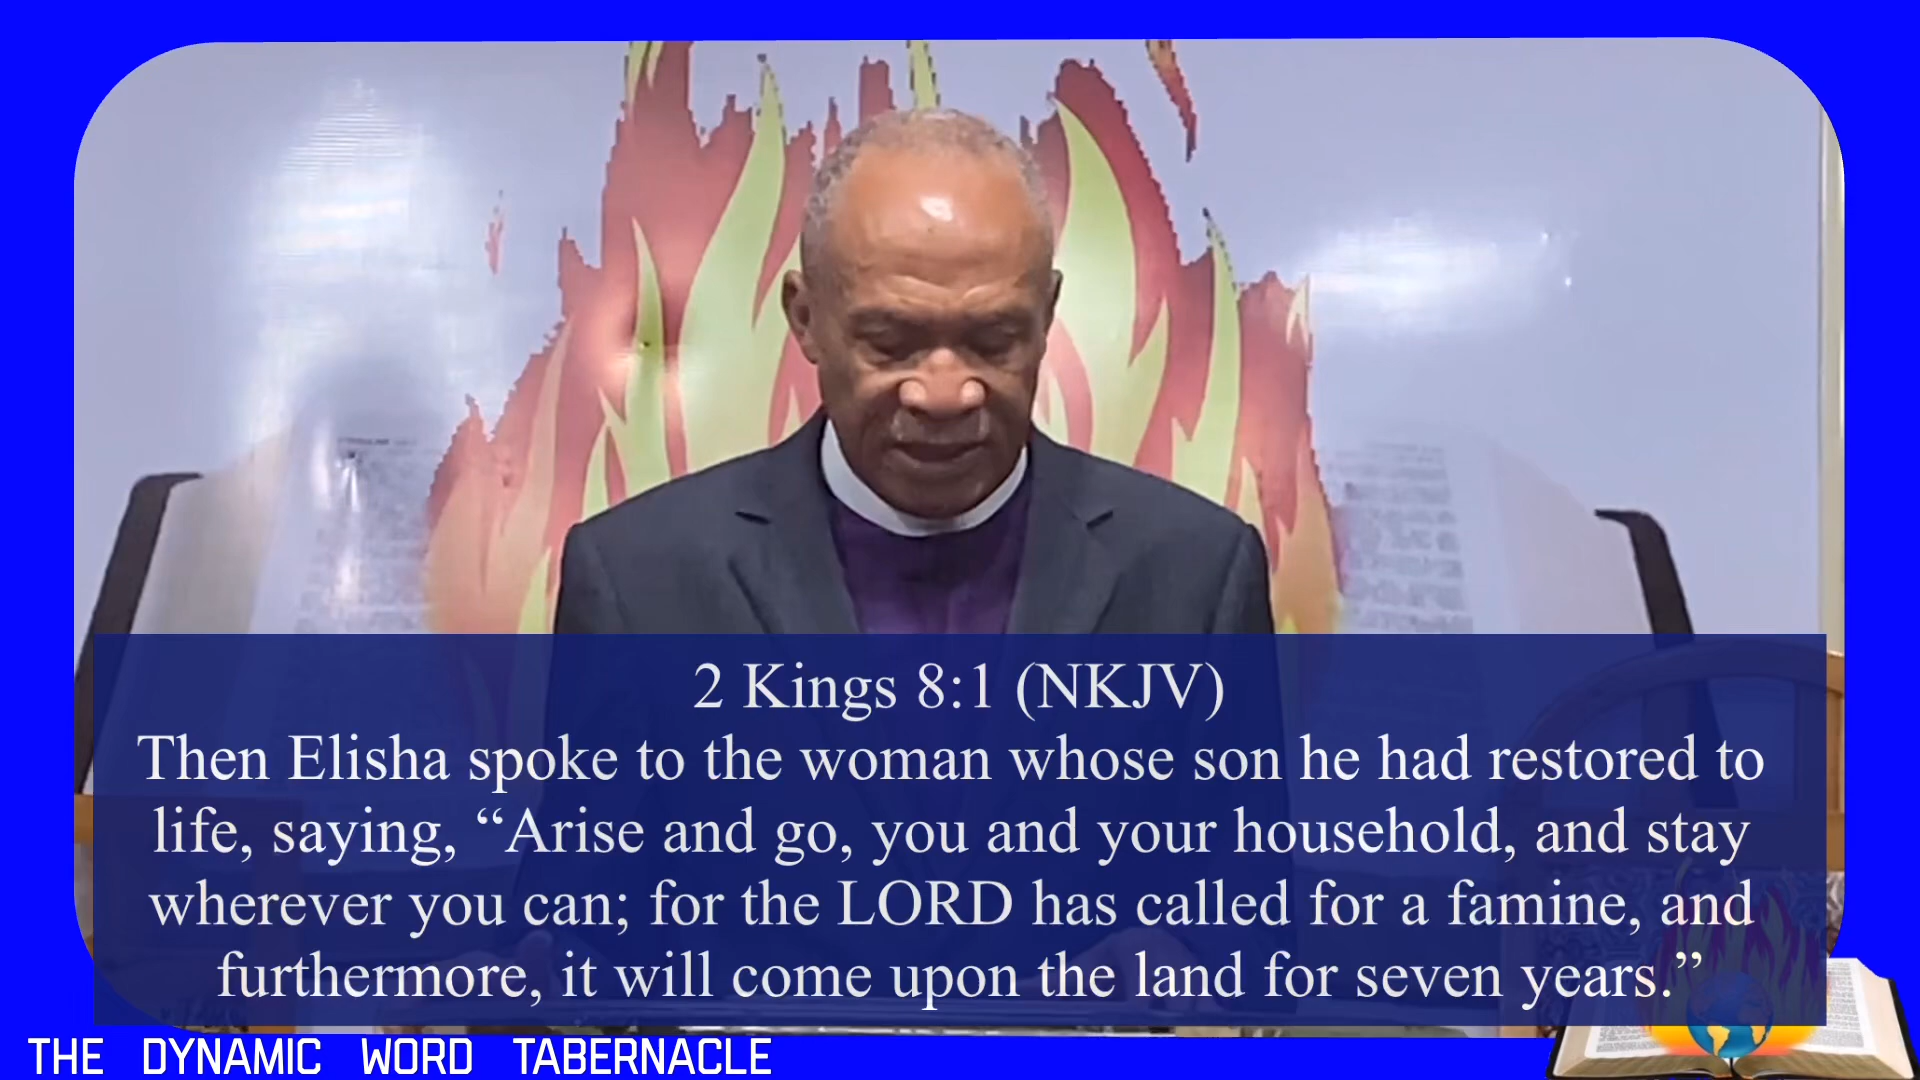 2 Kings 8:1 (NKJV)
Then Elisha spoke to the woman whose son he had restored to
life, saying, “Arise and go, you and your household, and stay
wherever you can; for the LORD has called for a famine, and
furthermore, it will come upon the land for seven years.”
THE DYNAMIC WORD TABERNACLE